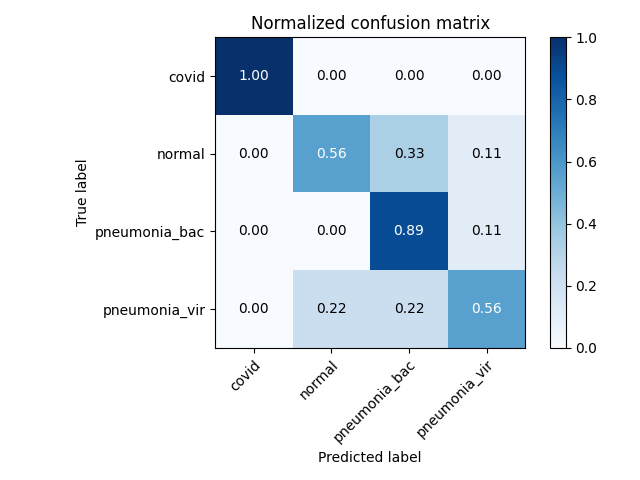 Normalized confusion matrix
True label
covid 1.00 0.00 0.00 0.00
normal 0.00 0.56 0.33 0.11
pneumonia_bac 0.00 0.00 0.89 0.11
pneumonia_vir 0.00 0.22 0.22 0.56
covid normal pneumonia_bac pneumonia_vir
Predicted label
1.0
0.8
0.6
0.4
0.2
0.0